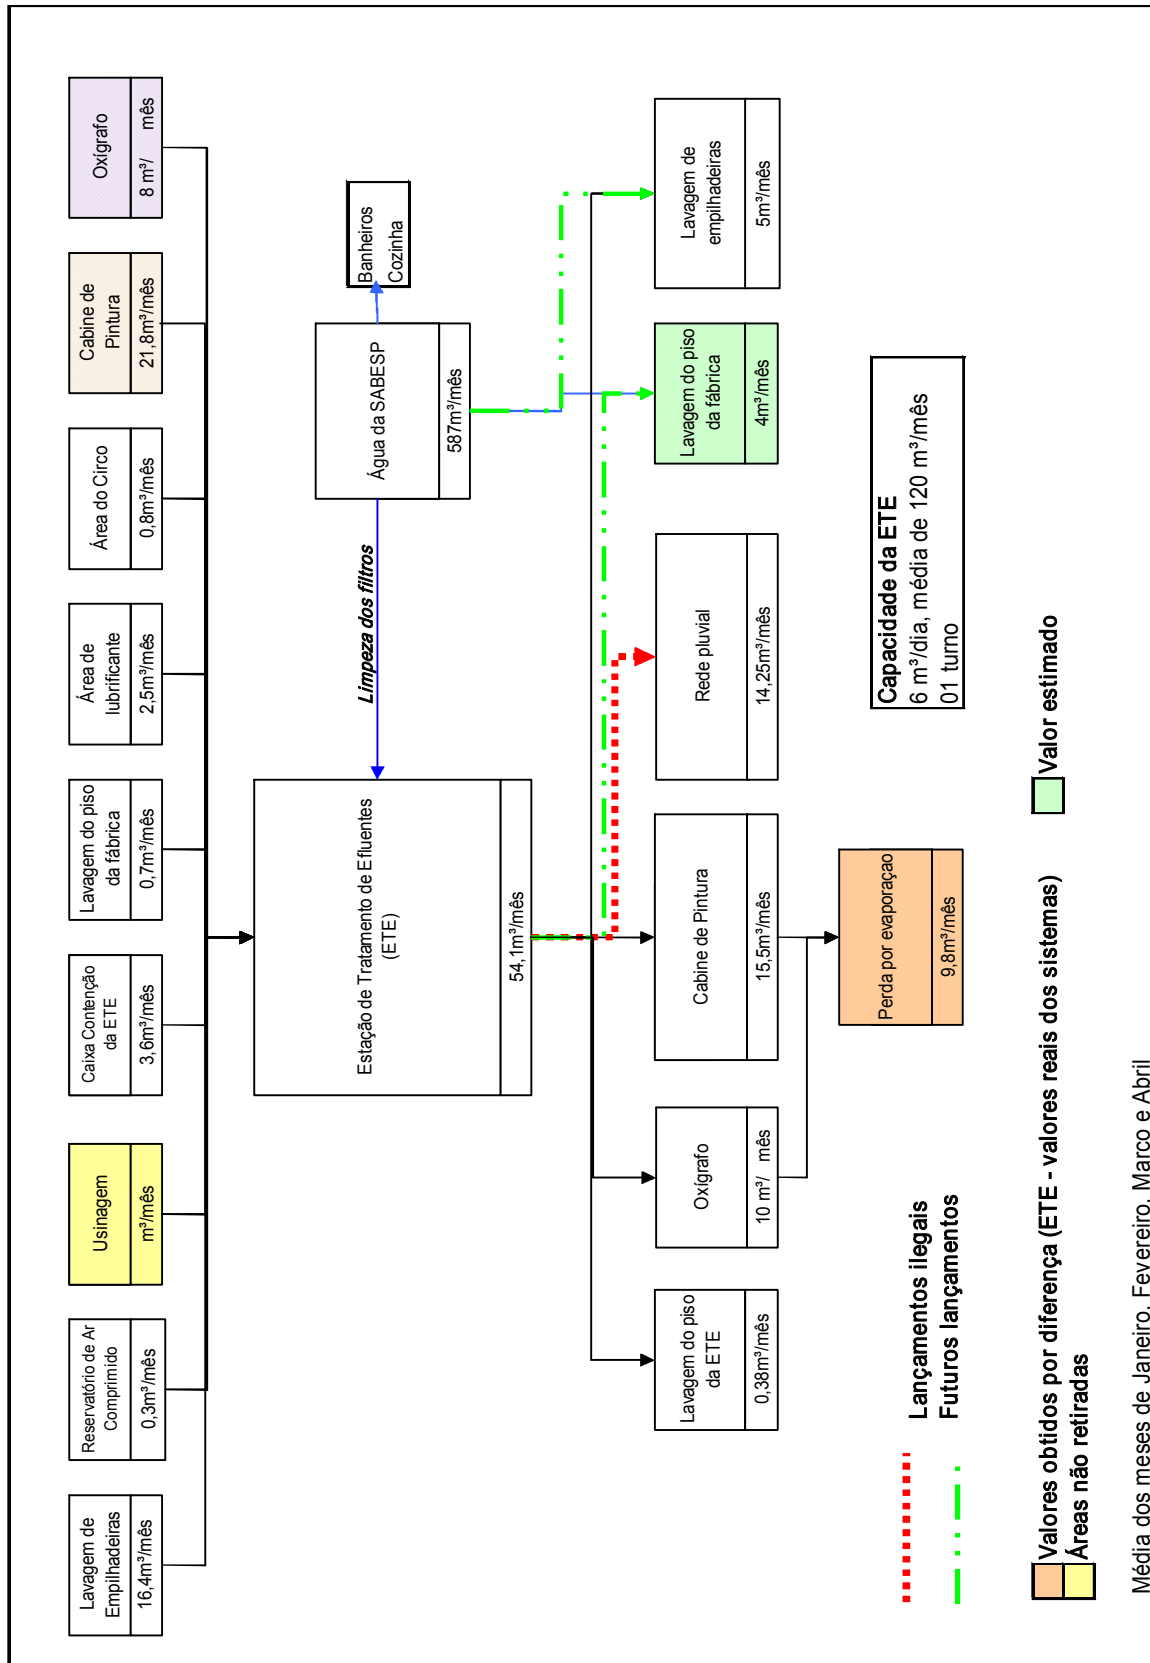 Lavagem de
Empilhadeiras
16,4m³/mês
Reservatório de Ar
Comprimido
0,3m³/mês
Usinagem
m³/mês
Caixa Contenção
da ETE
3,6m³/mês
Lavagem do piso
da fábrica
0,7m³/mês
Área de
lubrificante
2,5m³/mês
Área do Circo
0,8m³/mês
Cabine de
Pintura
21,8m³/mês
Oxígrafo
8 m³/ mês
Estação de Tratamento de Efluentes
(ETE)
54,1m³/mês
Limpeza dos filtros
Água da SABESP
587m³/mês
Banheiros
Cozinha
Lavagem do piso
da ETE
0,38m³/mês
Oxígrafo
10 m³/ mês
Cabine de Pintura
15,5m³/mês
Rede pluvial
14,25m³/mês
Lavagem do piso
da fábrica
4m³/mês
Lavagem de
empilhadeiras
5m³/mês
Perda por evaporaçao
9,8m³/mês
Capacidade da ETE
6 m³/dia, média de 120 m³/mês
01 turno
Lançamentos ilegais
Futuros lançamentos
Valores obtidos por diferença (ETE - valores reais dos sistemas)
Valor estimado
Áreas não retiradas
Média dos meses de Janeiro, Fevereiro, Marco e Abril